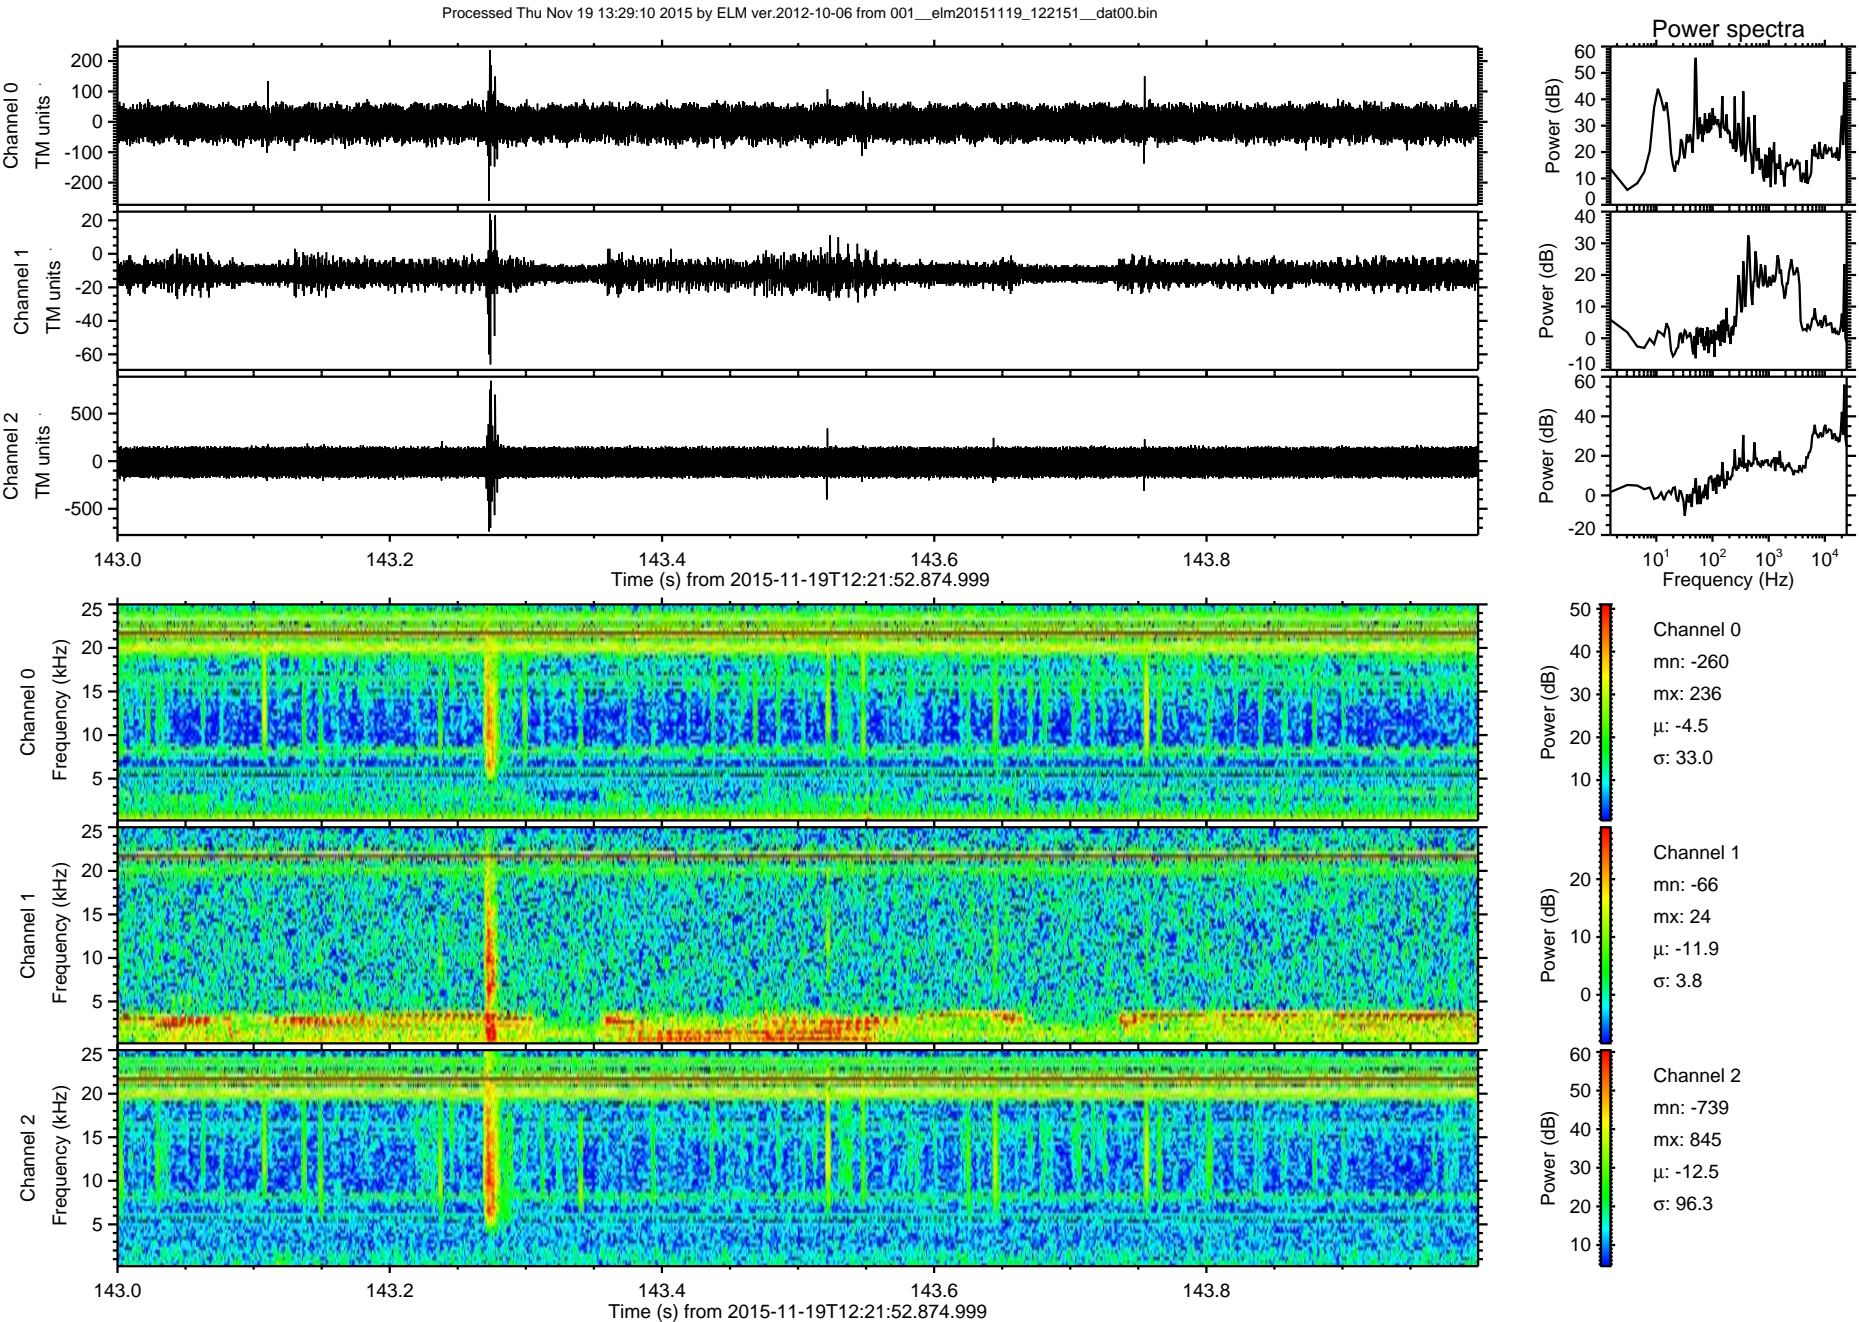 Processed Thu Nov 19 13:29:10 2015 by ELM ver.2012-10-06 from 001__elm20151119_122151__dat00.bin
Power spectra
Channel 0
TM units
200
100
0
-100
-200
Power (dB)
60
50
40
30
20
10
0
Channel 1
TM units
20
0
-20
-40
-60
Power (dB)
40
30
20
10
0
-10
Channel 2
TM units
500
0
-500
Power (dB)
60
40
20
0
-20
143.0 143.2 143.4 143.6 143.8
Time (s) from 2015-11-19T12:21:52.874.999
10¹ 10² 10³ 10⁴
Frequency (Hz)
Channel 0
Frequency (kHz)
25
20
15
10
5
Power (dB)
50
40
30
20
10
Channel 0
mn: -260
mx: 236
μ: -4.5
σ: 33.0
Channel 1
Frequency (kHz)
25
20
15
10
5
Power (dB)
20
10
0
Channel 1
mn: -66
mx: 24
μ: -11.9
σ: 3.8
Channel 2
Frequency (kHz)
25
20
15
10
5
Power (dB)
60
50
40
30
20
10
Channel 2
mn: -739
mx: 845
μ: -12.5
σ: 96.3
143.0 143.2 143.4 143.6 143.8
Time (s) from 2015-11-19T12:21:52.874.999